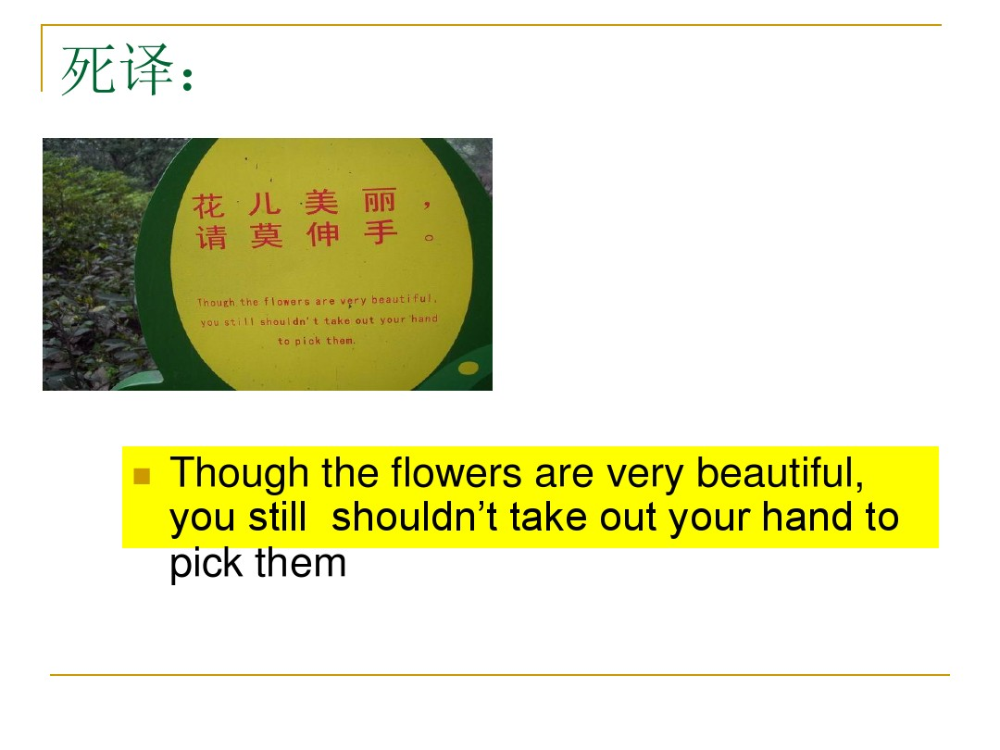 死译：
花儿美丽，
请莫伸手。
Though the flowers are very beautiful,
you still shouldn't take out your hand
to pick them.
Though the flowers are very beautiful,
you still  shouldn’t take out your hand to
pick them